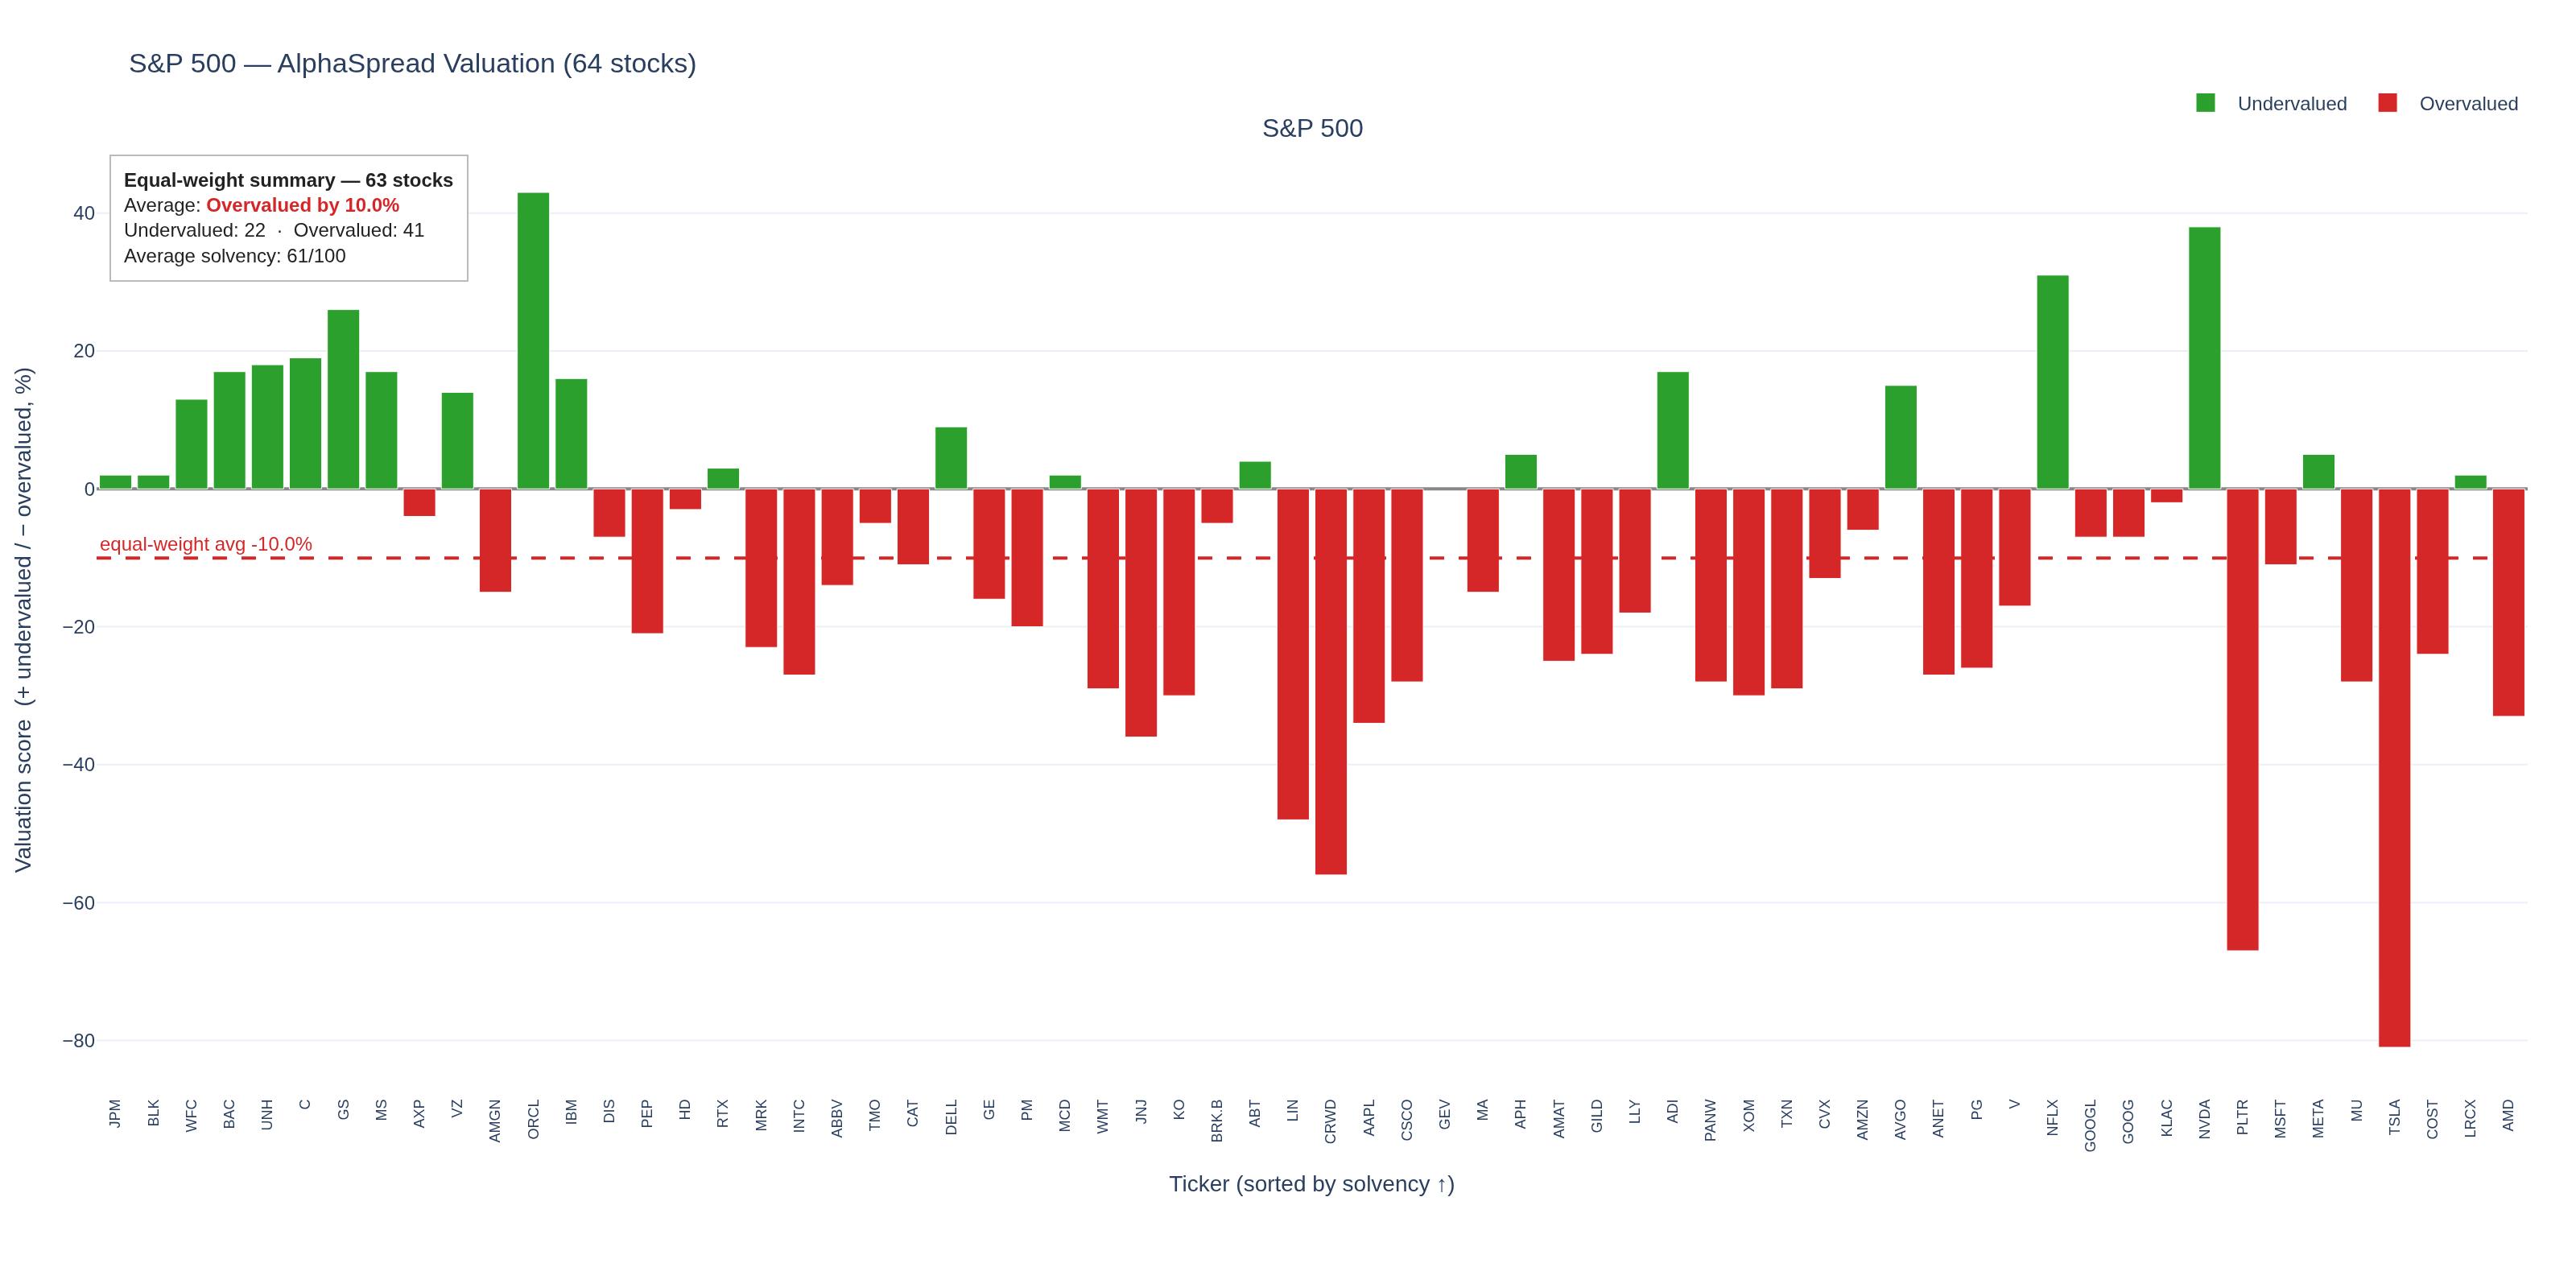 S&P 500 — AlphaSpread Valuation (64 stocks)
Undervalued Overvalued
S&P 500
Equal-weight summary — 63 stocks
Average: Overvalued by 10.0%
Undervalued: 22 · Overvalued: 41
Average solvency: 61/100
40
20
0
−20
−40
−60
−80
Valuation score (+ undervalued / − overvalued, %)
equal-weight avg -10.0%
JPM
BLK
WFC
BAC
UNH
C
GS
MS
AXP
VZ
AMGN
ORCL
IBM
DIS
PEP
HD
RTX
MRK
INTC
ABBV
TMO
CAT
DELL
GE
PM
MCD
WMT
JNJ
KO
BRK.B
ABT
LIN
CRWD
AAPL
CSCO
GEV
MA
APH
AMAT
GILD
LLY
ADI
PANW
XOM
TXN
CVX
AMZN
AVGO
ANET
PG
V
NFLX
GOOGL
GOOG
KLAC
NVDA
PLTR
MSFT
META
MU
TSLA
COST
LRCX
AMD
Ticker (sorted by solvency ↑)